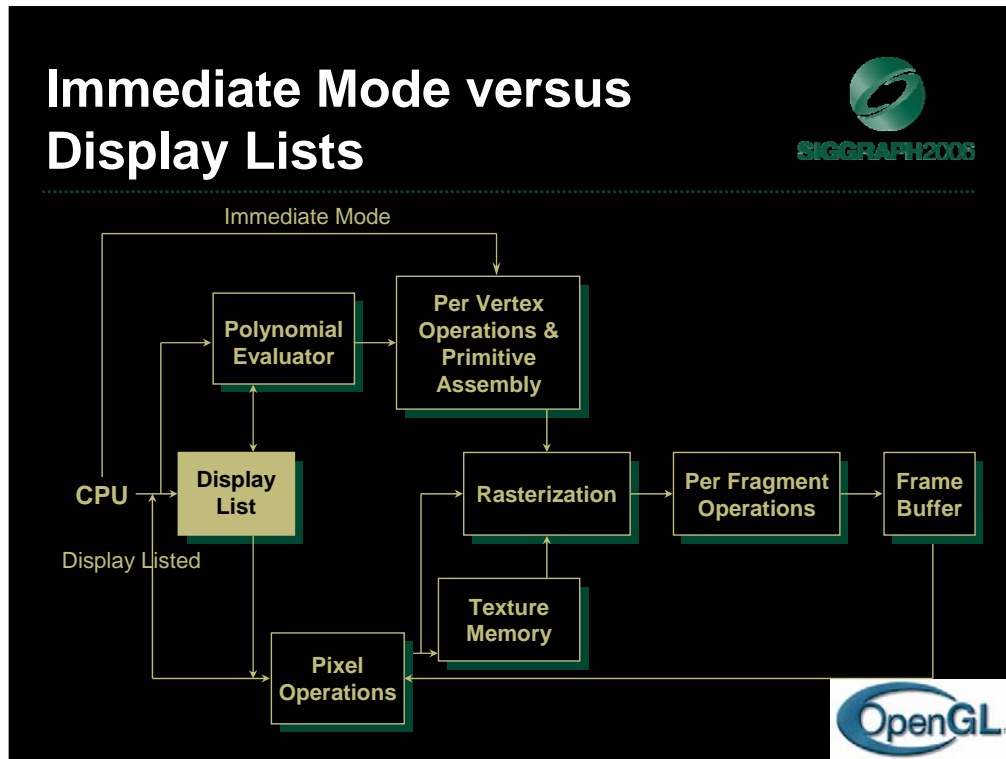 Immediate Mode versus
Display Lists
SIGGRAPH2006
Immediate Mode
Polynomial
Evaluator
Per Vertex
Operations &
Primitive
Assembly
CPU
Display
List
Rasterization
Per Fragment
Operations
Frame
Buffer
Display Listed
Texture
Memory
Pixel
Operations
OpenGL